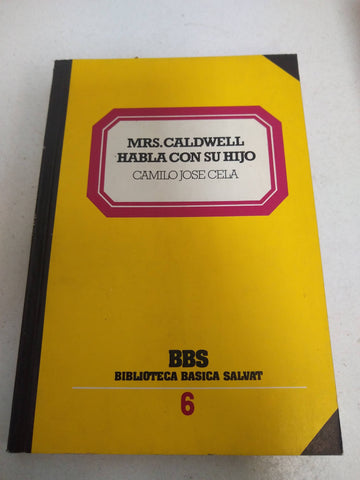 MRS. CALDWELL
HABLA CON SU HIJO
CAMILO JOSE CELA
BBS
BIBLIOTECA BASICA SALVAT
6